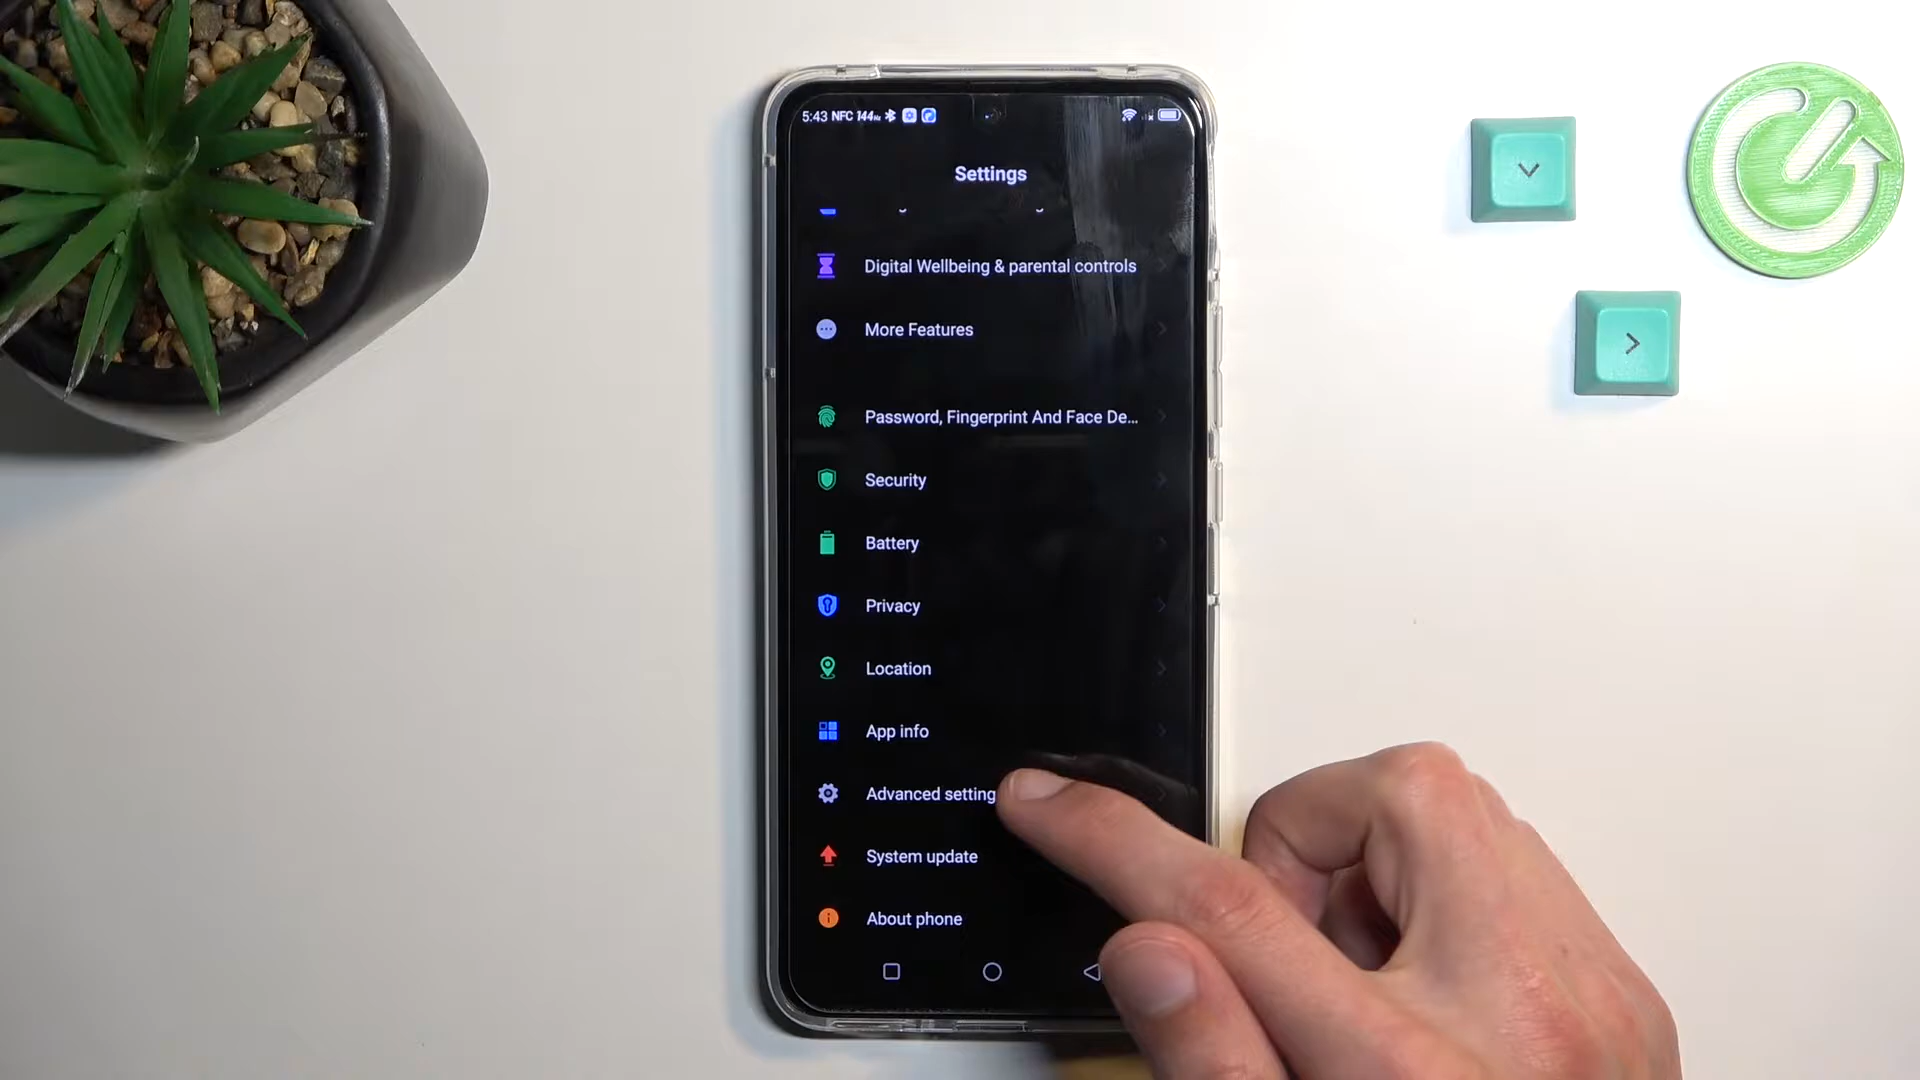 5:43 NFC 144Hz
Settings
Digital Wellbeing & parental controls
More Features
Password, Fingerprint And Face De...
Security
Battery
Privacy
Location
App info
Advanced setting
System update
About phone